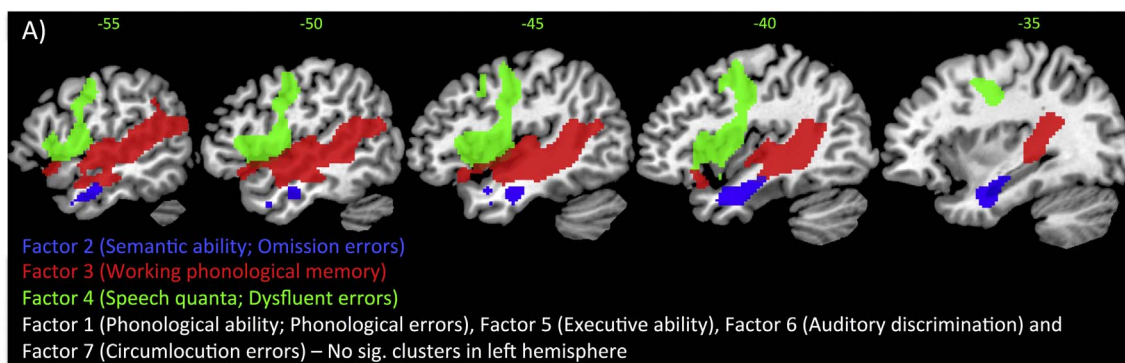 A)
-55 -50 -45 -40 -35
Factor 2 (Semantic ability; Omission errors)
Factor 3 (Working phonological memory)
Factor 4 (Speech quanta; Dysfluent errors)
Factor 1 (Phonological ability; Phonological errors), Factor 5 (Executive ability), Factor 6 (Auditory discrimination) and
Factor 7 (Circumlocution errors) – No sig. clusters in left hemisphere